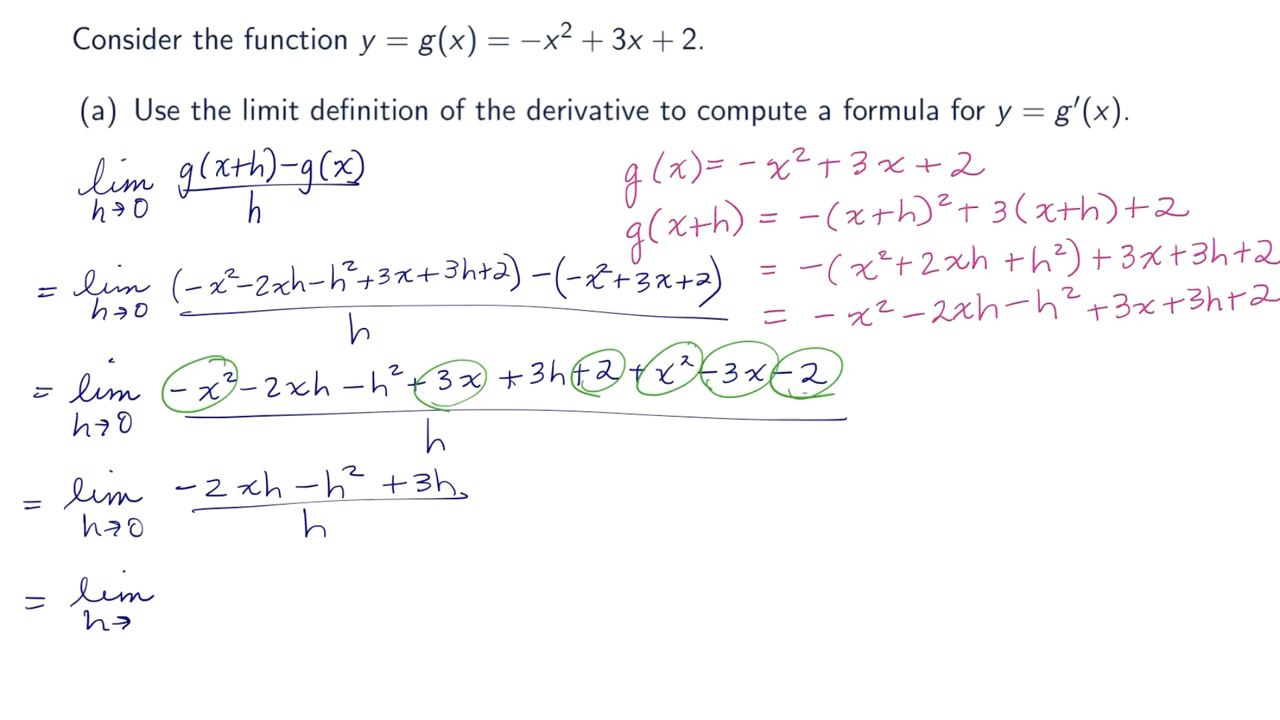 Consider the function y = g(x) = −x² + 3x + 2.
(a) Use the limit definition of the derivative to compute a formula for y = g′(x).
lim h→0 (g(x+h)−g(x))/h
= lim h→0 ((−x²−2xh−h²+3x+3h+2)−(−x²+3x+2))/h
= lim h→0 (−x²−2xh−h²+3x+3h+2+x²−3x−2)/h
= lim h→0 (−2xh−h²+3h)/h
= lim h→
g(x) = −x²+3x+2
g(x+h) = −(x+h)²+3(x+h)+2
= −(x²+2xh+h²)+3x+3h+2
= −x²−2xh−h²+3x+3h+2